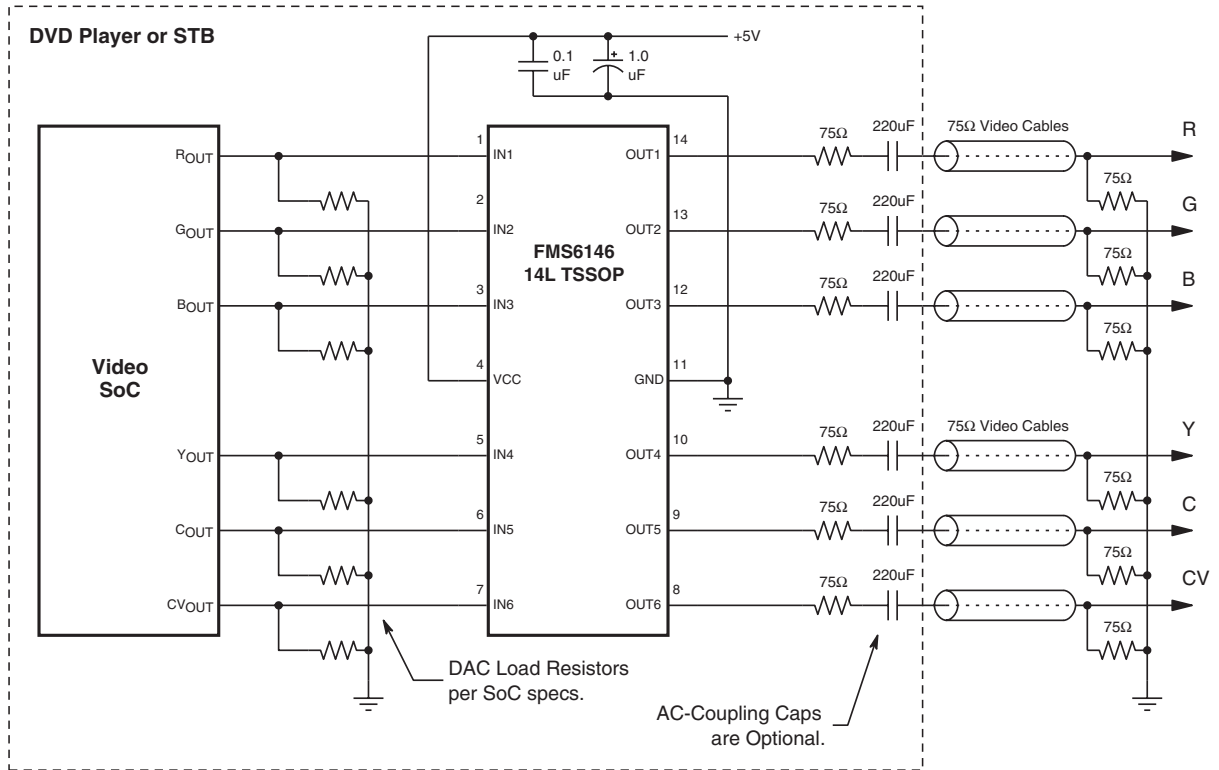 DVD Player or STB
+5V
0.1
uF
+
1.0
uF
Video
SoC
ROUT
GOUT
BOUT
YOUT
COUT
CVOUT
FMS6146
14L TSSOP
1
IN1
2
IN2
3
IN3
4
VCC
5
IN4
6
IN5
7
IN6
14
OUT1
13
OUT2
12
OUT3
11
GND
10
OUT4
9
OUT5
8
OUT6
75Ω
220uF
75Ω Video Cables
R
75Ω
75Ω
220uF
G
75Ω
75Ω
220uF
B
75Ω
75Ω
220uF
75Ω Video Cables
Y
75Ω
75Ω
220uF
C
75Ω
75Ω
220uF
CV
75Ω
DAC Load Resistors
per SoC specs.
AC-Coupling Caps
are Optional.